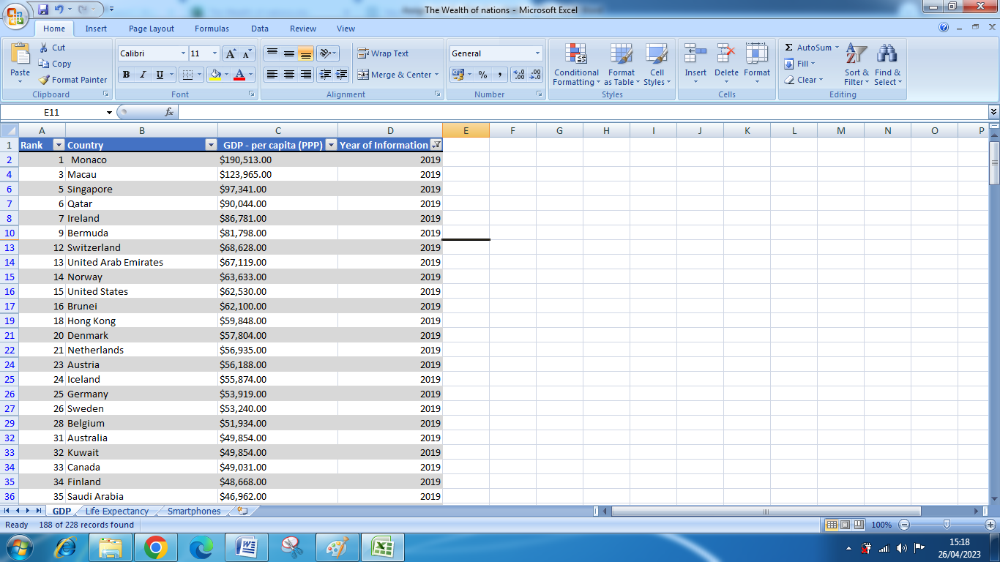 The Wealth of nations - Microsoft Excel
Home Insert Page Layout Formulas Data Review View
Paste Cut Copy Format Painter Clipboard
Calibri 11 B I U A Font
Wrap Text Merge & Center Alignment
General % , Number
Conditional Formatting Format as Table Cell Styles Styles
Insert Delete Format Cells
Σ AutoSum Fill Clear Sort & Filter Find & Select Editing
E11 fx
A B C D E F G H I J K L M N O P
1 Rank Country GDP - per capita (PPP) Year of Information
2 1 Monaco $190,513.00 2019
4 3 Macau $123,965.00 2019
6 5 Singapore $97,341.00 2019
7 6 Qatar $90,044.00 2019
8 7 Ireland $86,781.00 2019
10 9 Bermuda $81,798.00 2019
13 12 Switzerland $68,628.00 2019
14 13 United Arab Emirates $67,119.00 2019
15 14 Norway $63,633.00 2019
16 15 United States $62,530.00 2019
17 16 Brunei $62,100.00 2019
19 18 Hong Kong $59,848.00 2019
21 20 Denmark $57,804.00 2019
22 21 Netherlands $56,935.00 2019
24 23 Austria $56,188.00 2019
25 24 Iceland $55,874.00 2019
26 25 Germany $53,919.00 2019
27 26 Sweden $53,240.00 2019
29 28 Belgium $51,934.00 2019
32 31 Australia $49,854.00 2019
33 32 Kuwait $49,854.00 2019
34 33 Canada $49,031.00 2019
35 34 Finland $48,668.00 2019
36 35 Saudi Arabia $46,962.00 2019
GDP Life Expectancy Smartphones
Ready 188 of 228 records found 100%
15:18
26/04/2023